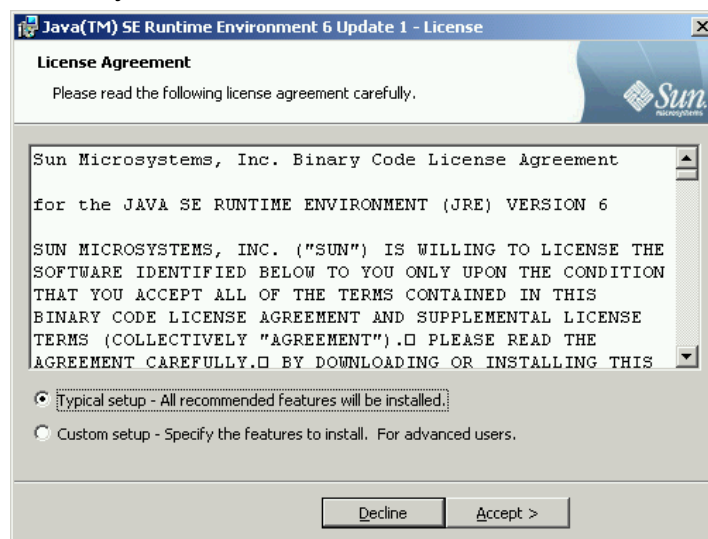 Java(TM) SE Runtime Environment 6 Update 1 - License
License Agreement
Please read the following license agreement carefully.
Sun
microsystems
Sun Microsystems, Inc. Binary Code License Agreement
for the JAVA SE RUNTIME ENVIRONMENT (JRE) VERSION 6
SUN MICROSYSTEMS, INC. ("SUN") IS WILLING TO LICENSE THE
SOFTWARE IDENTIFIED BELOW TO YOU ONLY UPON THE CONDITION
THAT YOU ACCEPT ALL OF THE TERMS CONTAINED IN THIS
BINARY CODE LICENSE AGREEMENT AND SUPPLEMENTAL LICENSE
TERMS (COLLECTIVELY "AGREEMENT").□ PLEASE READ THE
AGREEMENT CAREFULLY.□ BY DOWNLOADING OR INSTALLING THIS
Typical setup - All recommended features will be installed.
Custom setup - Specify the features to install. For advanced users.
Decline
Accept >